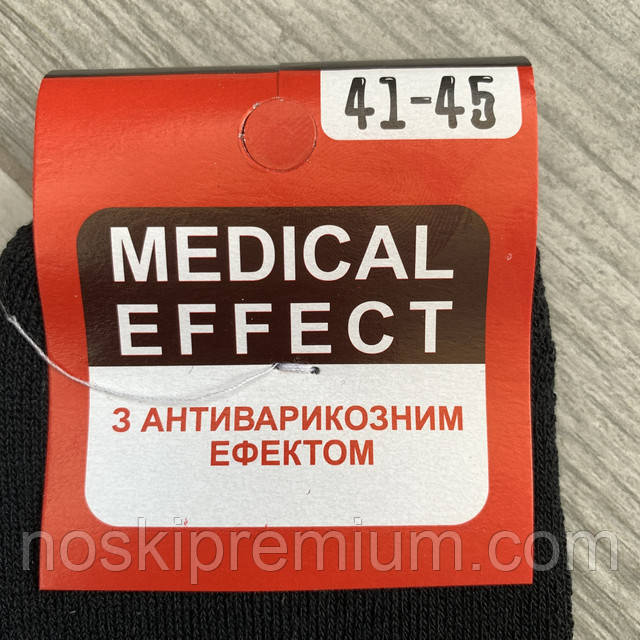 41-45
MEDICAL
EFFECT
З АНТИВАРИКОЗНИМ
ЕФЕКТОМ
noskipremium.com